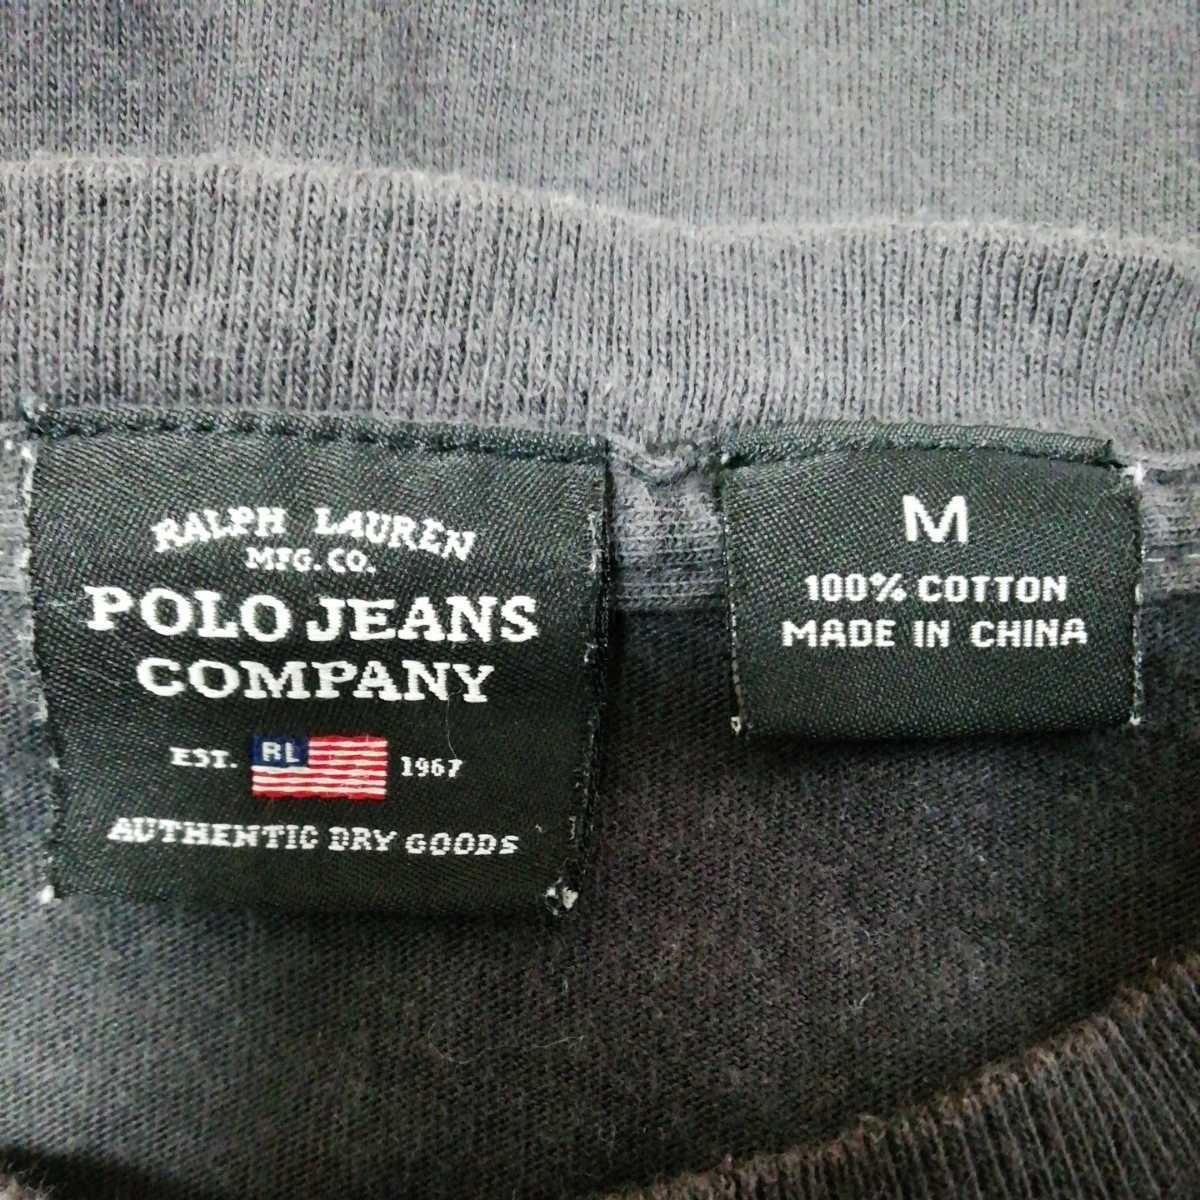 RALPH LAUREN
MFG. CO.
POLO JEANS
COMPANY
EST. RL 1967
AUTHENTIC DRY GOODS
M
100% COTTON
MADE IN CHINA